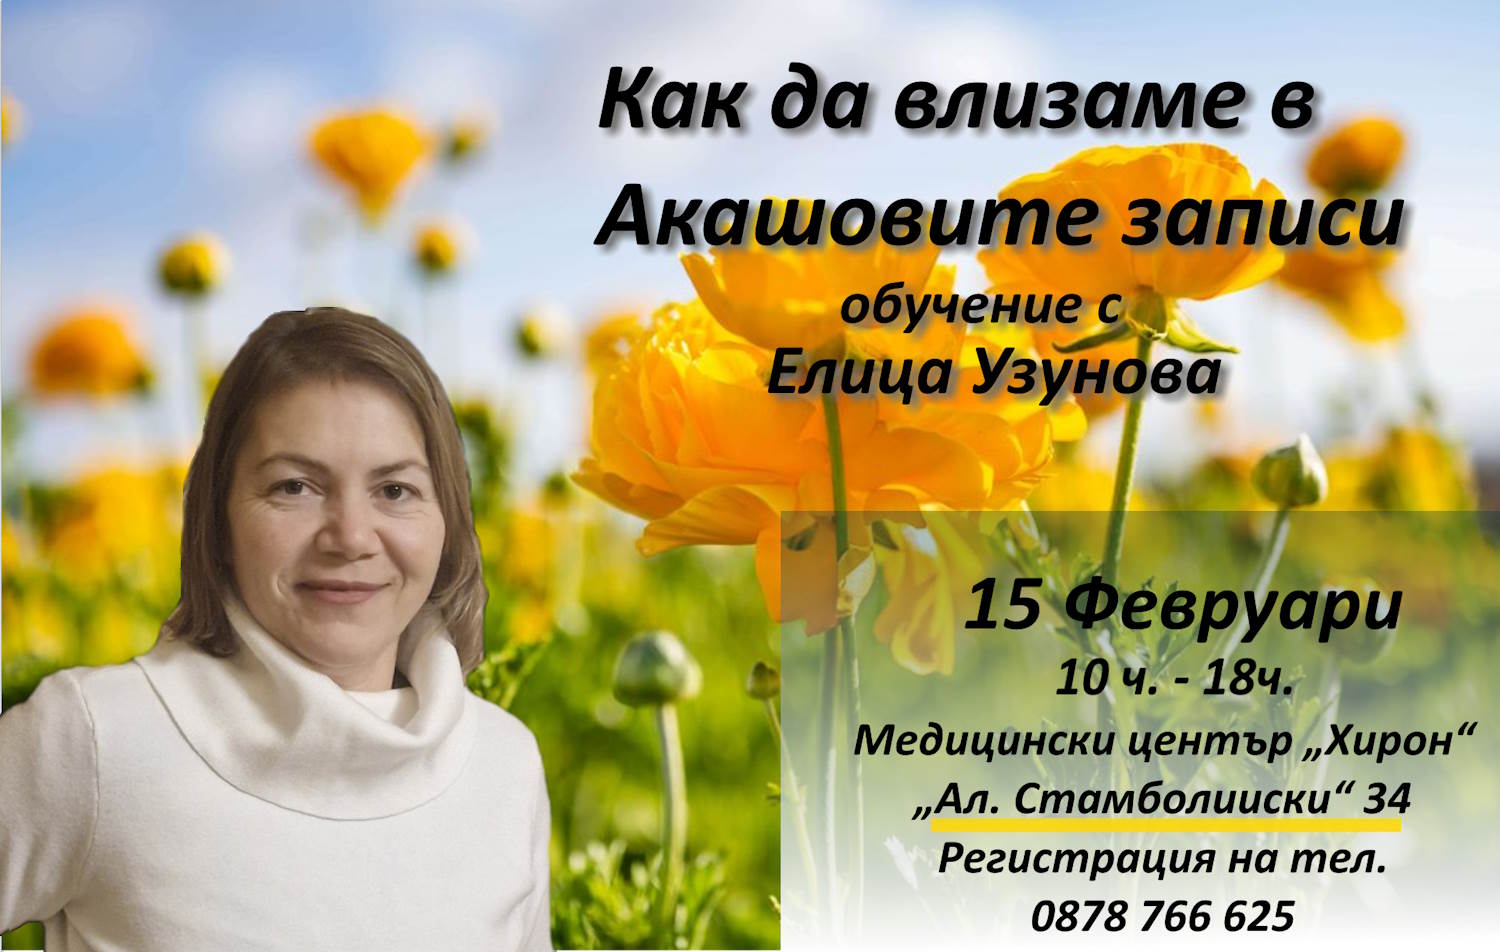 Как да влизаме в
Акашовите записи
обучение с
Елица Узунова
15 Февруари
10 ч. - 18ч.
Медицински център „Хирон“
„Ал. Стамболииски“ 34
Регистрация на тел.
0878 766 625